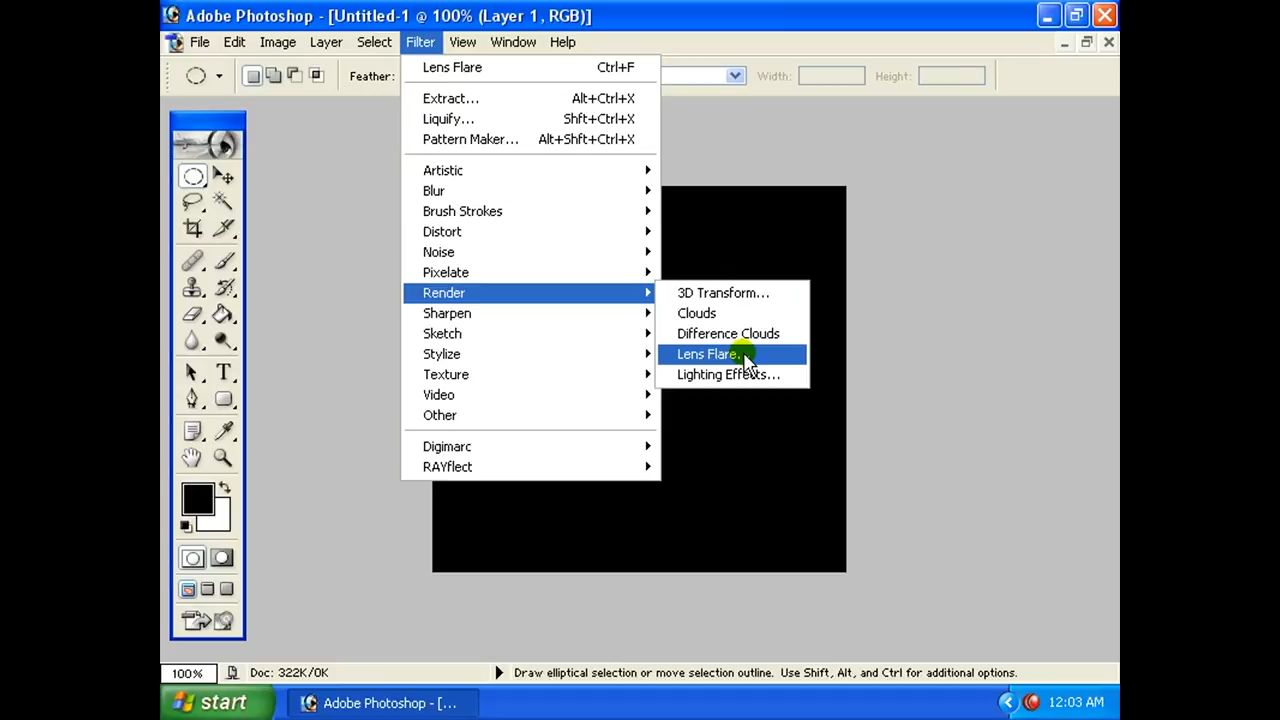 Adobe Photoshop - [Untitled-1 @ 100% (Layer 1, RGB)]
File Edit Image Layer Select Filter View Window Help
Feather: Width: Height:
Lens Flare Ctrl+F
Extract... Alt+Ctrl+X
Liquify... Shft+Ctrl+X
Pattern Maker... Alt+Shft+Ctrl+X
Artistic
Blur
Brush Strokes
Distort
Noise
Pixelate
Render
Sharpen
Sketch
Stylize
Texture
Video
Other
Digimarc
RAYflect
3D Transform...
Clouds
Difference Clouds
Lens Flare...
Lighting Effects...
T
100% Doc: 322K/0K Draw elliptical selection or move selection outline. Use Shift, Alt, and Ctrl for additional options.
start Adobe Photoshop - [... 12:03 AM